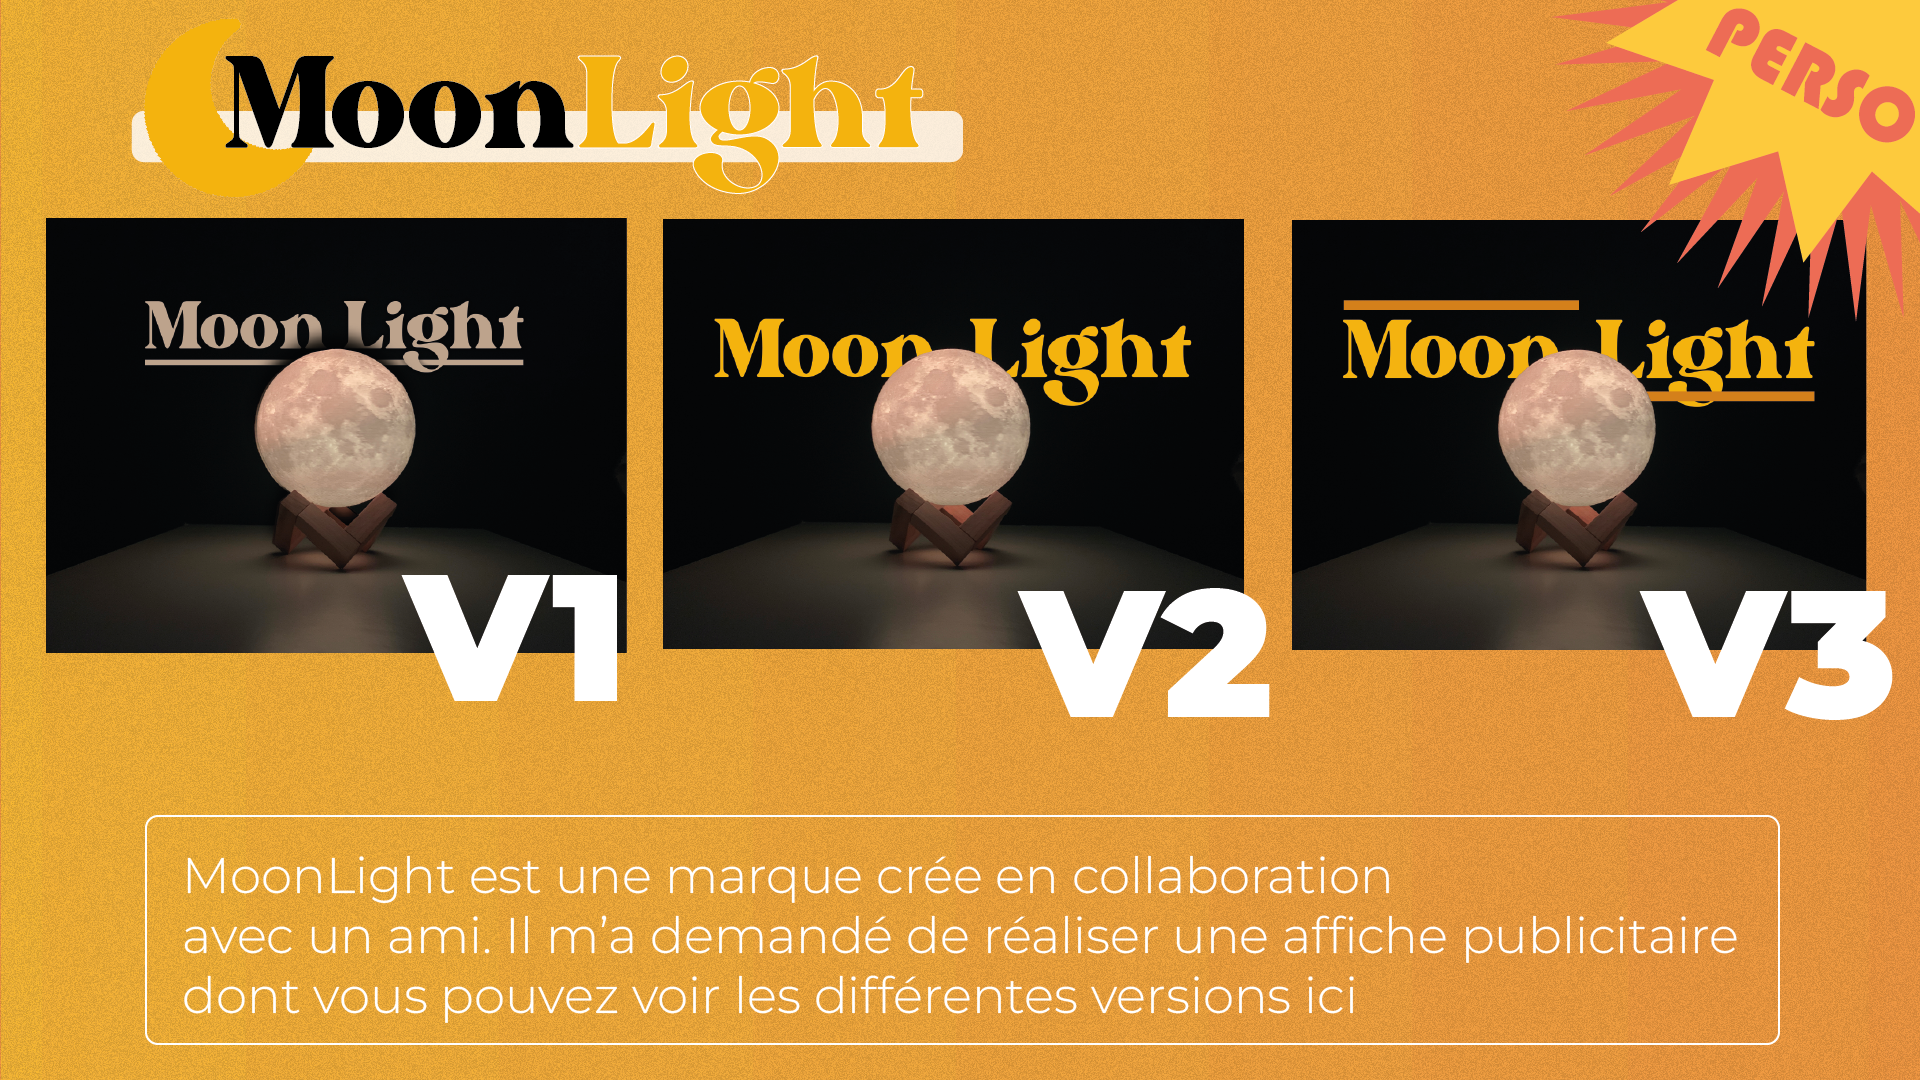 MoonLight
PERSO
Moon Light
Moon Light
Moon Light
V1
V2
V3
MoonLight est une marque crée en collaboration
avec un ami. Il m’a demandé de réaliser une affiche publicitaire
dont vous pouvez voir les différentes versions ici